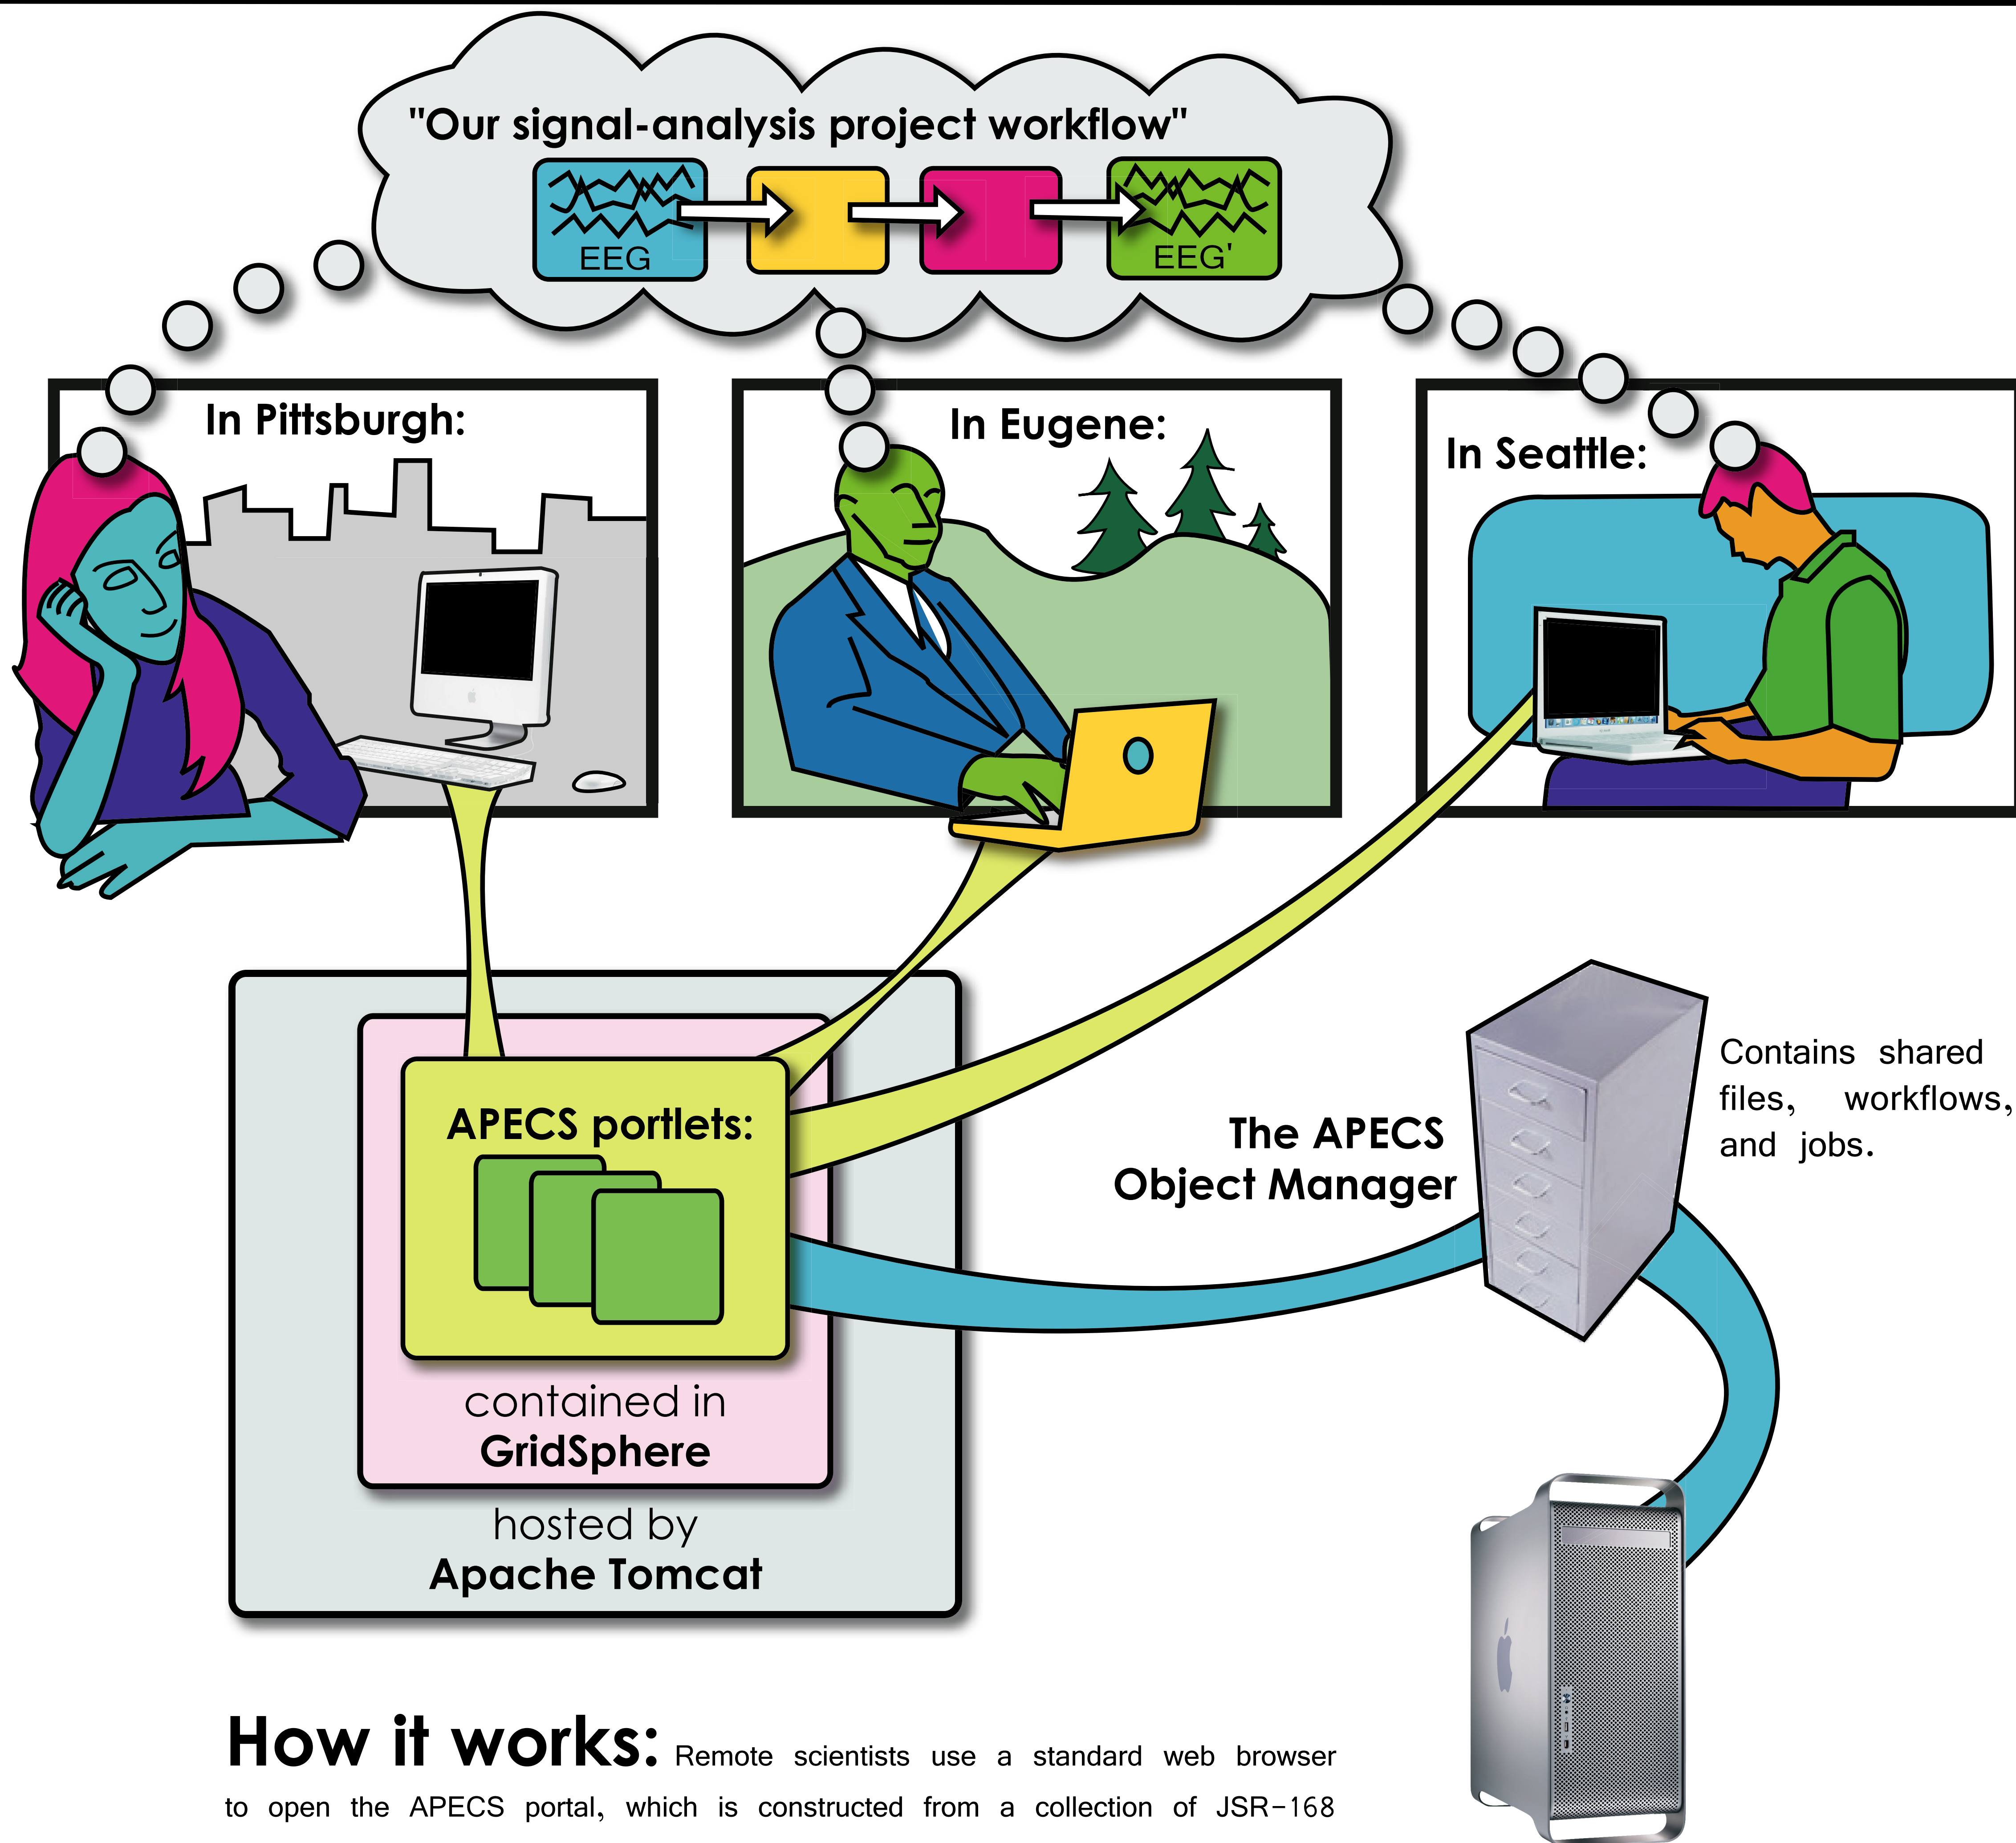 "Our signal-analysis project workflow"
EEG
EEG'
In Pittsburgh:
In Eugene:
In Seattle:
APECS portlets:
contained in
GridSphere
hosted by
Apache Tomcat
The APECS
Object Manager
Contains shared
files, workflows,
and jobs.
How it works: Remote scientists use a standard web browser
to open the APECS portal, which is constructed from a collection of JSR-168